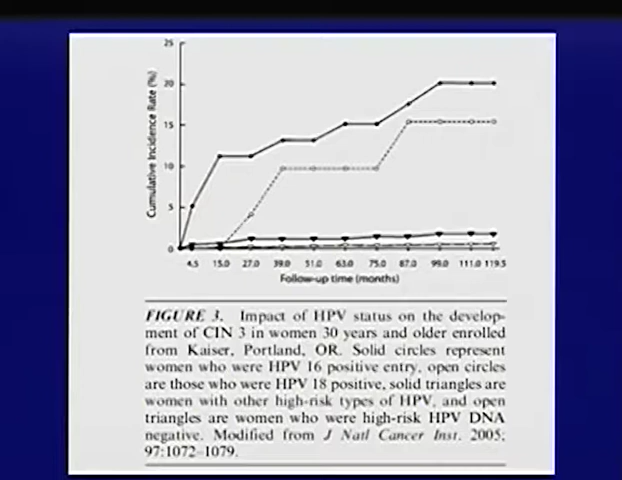 25
20
15
10
5
0
Cumulative Incidence Rate (%)
4.5 15.0 27.0 39.0 51.0 63.0 75.0 87.0 99.0 111.0 119.5
Follow-up time (months)
FIGURE 3. Impact of HPV status on the develop-
ment of CIN 3 in women 30 years and older enrolled
from Kaiser, Portland, OR. Solid circles represent
women who were HPV 16 positive entry, open circles
are those who were HPV 18 positive, solid triangles are
women with other high-risk types of HPV, and open
triangles are women who were high-risk HPV DNA
negative. Modified from J Natl Cancer Inst. 2005;
97:1072–1079.